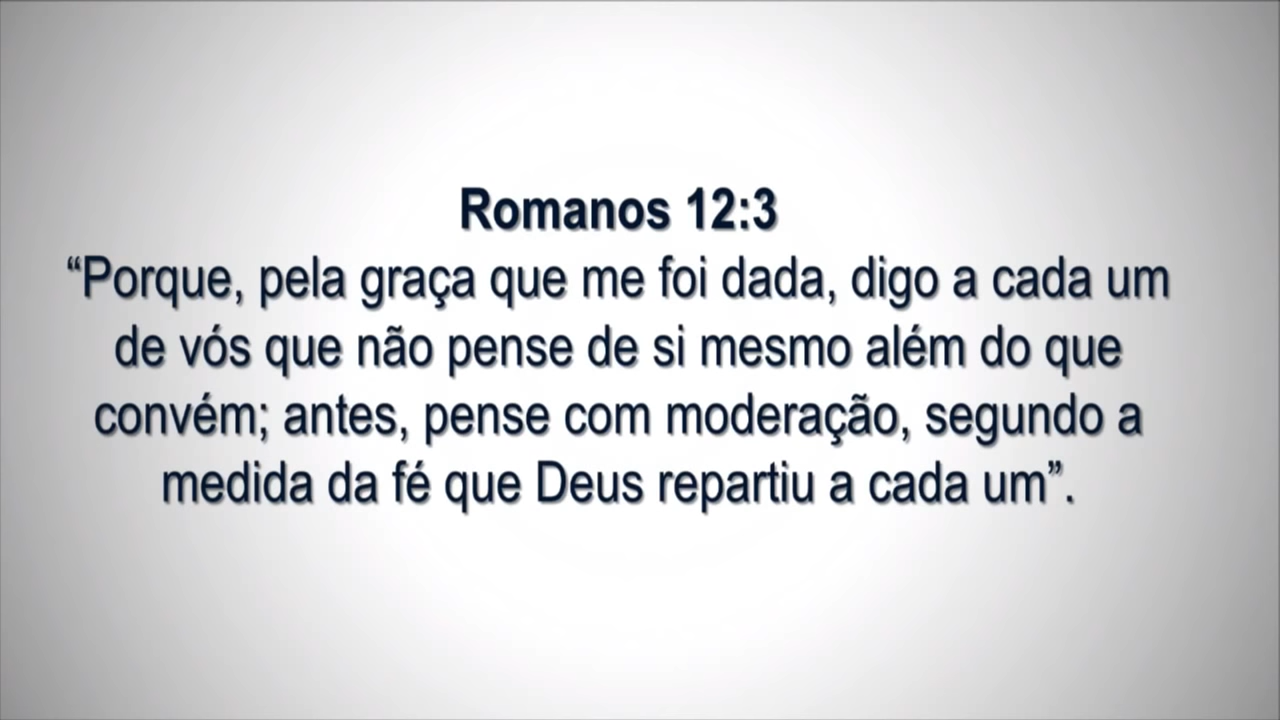 Romanos 12:3
“Porque, pela graça que me foi dada, digo a cada um
de vós que não pense de si mesmo além do que
convém; antes, pense com moderação, segundo a
medida da fé que Deus repartiu a cada um”.